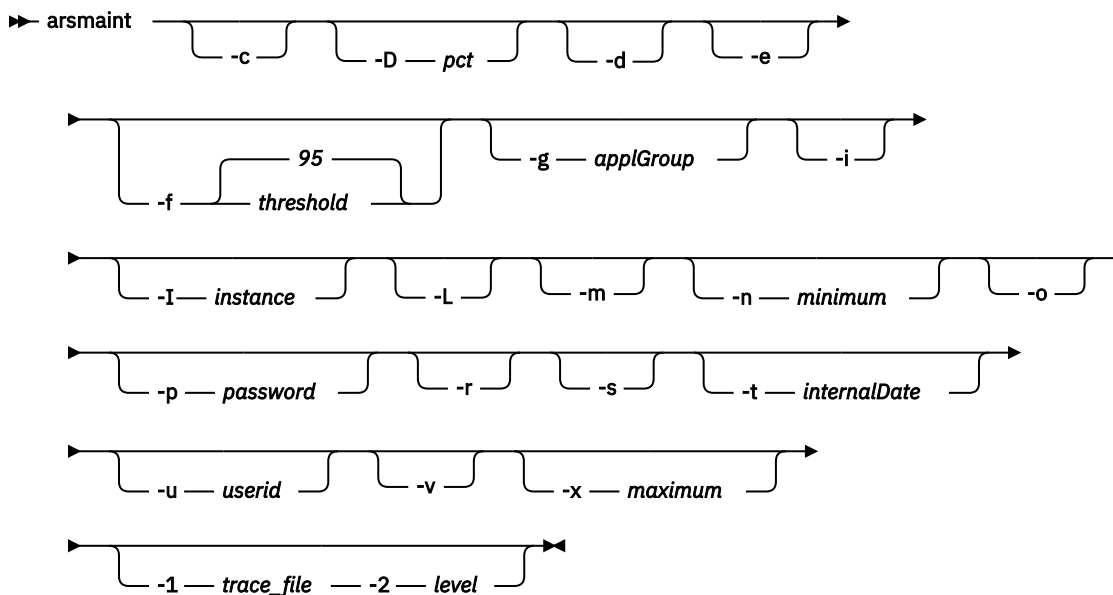 arsmaint -c -D pct -d -e
-f 95 threshold -g applGroup -i
-I instance -L -m -n minimum -o
-p password -r -s -t internalDate
-u userid -v -x maximum
-1 trace_file -2 level